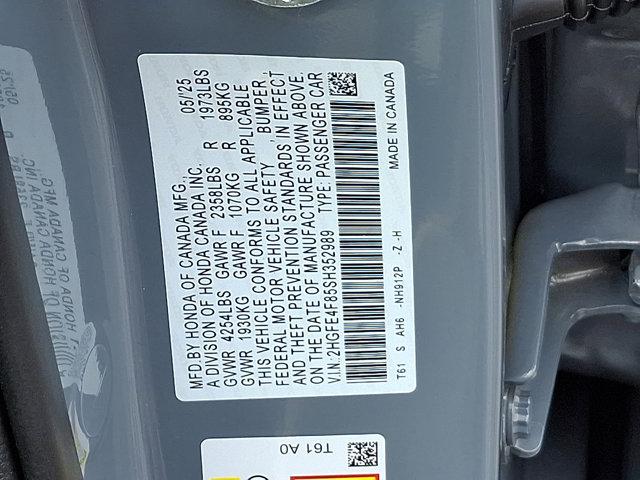 MFD.BY HONDA OF CANADA MFG., 05/25
A DIVISION OF HONDA CANADA INC.
GVWR 4254LBS GAWR F 2358LBS R 1973LBS
GVWR 1930KG GAWR F 1070KG R 895KG
THIS VEHICLE CONFORMS TO ALL APPLICABLE
FEDERAL MOTOR VEHICLE SAFETY, BUMPER,
AND THEFT PREVENTION STANDARDS IN EFFECT
ON THE DATE OF MANUFACTURE SHOWN ABOVE.
V.I.N.:2HGFE4F85SH352989 TYPE:PASSENGER CAR
T61 S AH6 -NH912P -Z -H MADE IN CANADA
T61 A0